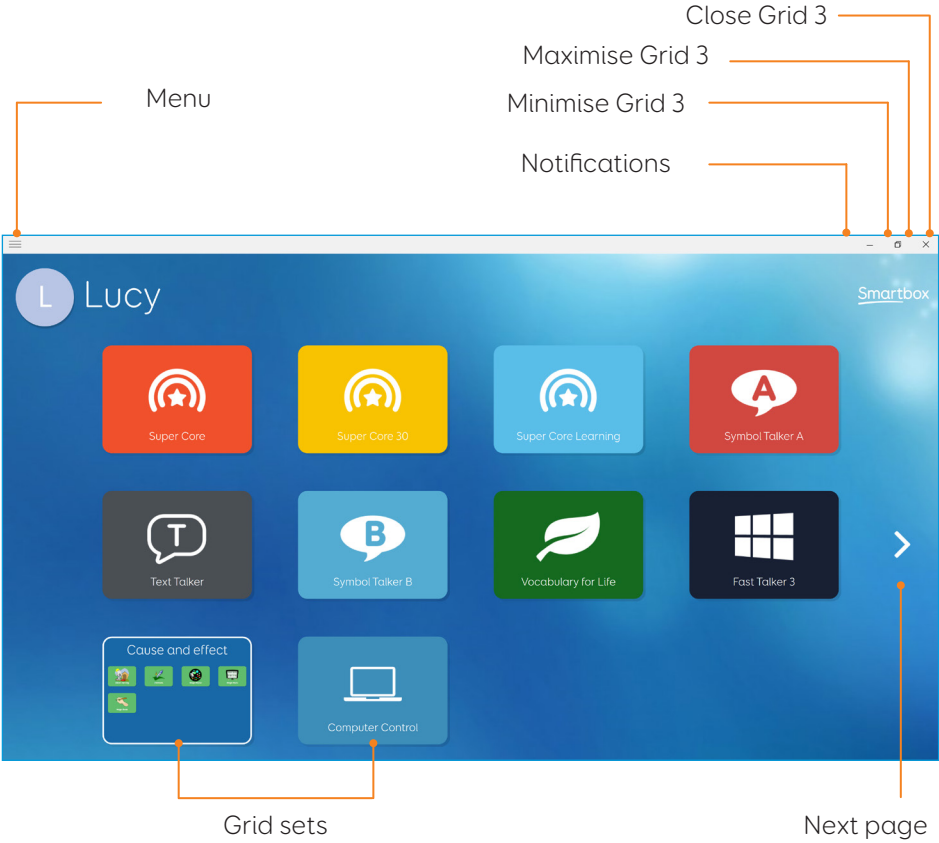 Close Grid 3
Maximise Grid 3
Menu
Minimise Grid 3
Notifications
L
Lucy
Smartbox
Super Core
Super Core 30
Super Core Learning
A
Symbol Talker A
T
Text Talker
B
Symbol Talker B
Vocabulary for Life
Fast Talker 3
Cause and effect
Computer Control
Grid sets
Next page